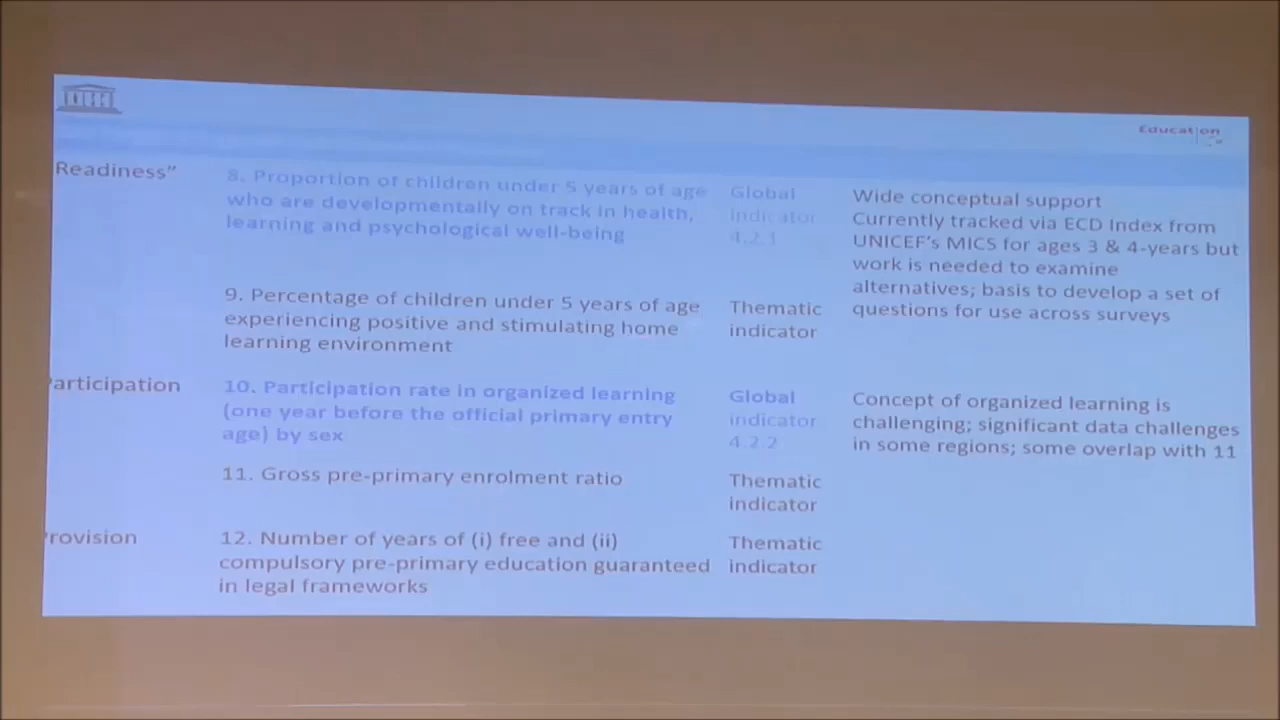 Education
Readiness"
8. Proportion of children under 5 years of age
who are developmentally on track in health,
learning and psychological well-being
Global
indicator
4.2.1
Wide conceptual support
Currently tracked via ECD Index from
UNICEF's MICS for ages 3 & 4-years but
work is needed to examine
alternatives; basis to develop a set of
questions for use across surveys
9. Percentage of children under 5 years of age
experiencing positive and stimulating home
learning environment
Thematic
indicator
articipation
10. Participation rate in organized learning
(one year before the official primary entry
age) by sex
Global
indicator
4.2.2
Concept of organized learning is
challenging; significant data challenges
in some regions; some overlap with 11
11. Gross pre-primary enrolment ratio
Thematic
indicator
rovision
12. Number of years of (i) free and (ii)
compulsory pre-primary education guaranteed
in legal frameworks
Thematic
indicator